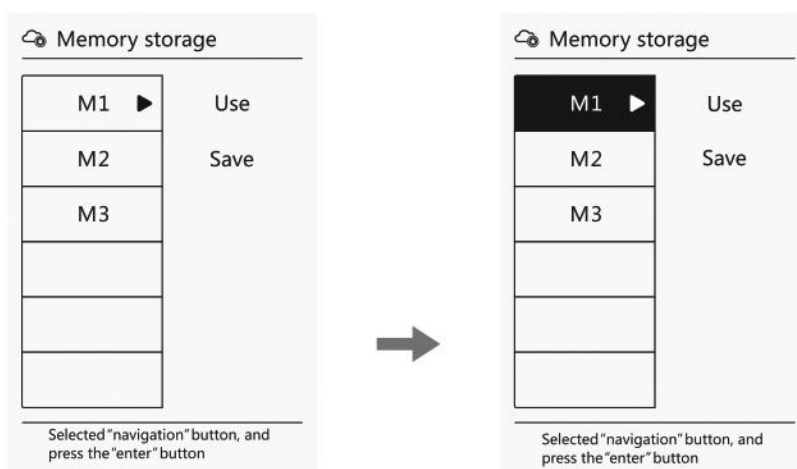 Memory storage
M1 Use
M2 Save
M3
Selected"navigation"button, and
press the"enter"button
Memory storage
M1 Use
M2 Save
M3
Selected"navigation"button, and
press the"enter"button